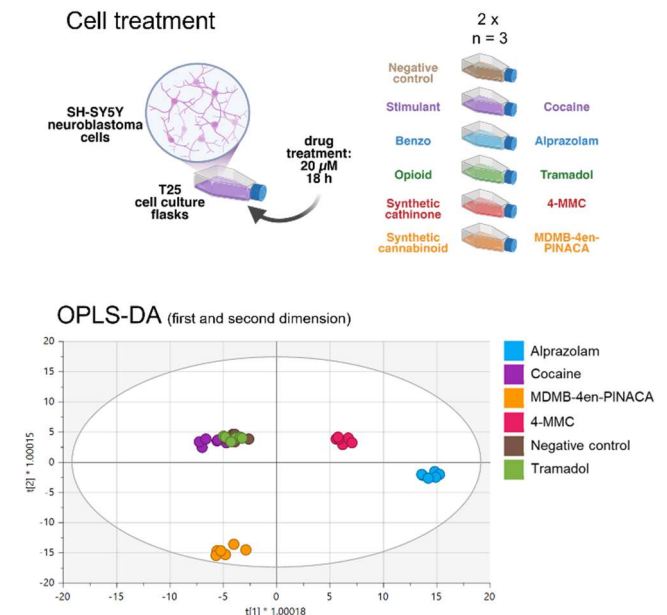 Cell treatment
2 x
n = 3
SH-SY5Y
neuroblastoma
cells
T25
cell culture
flasks
drug
treatment:
20 µM
18 h
Negative
control
Stimulant
Cocaine
Benzo
Alprazolam
Opioid
Tramadol
Synthetic
cathinone
4-MMC
Synthetic
cannabinoid
MDMB-4en-
PINACA
OPLS-DA (first and second dimension)
20
15
10
5
0
-5
-10
-15
-20
t[2] * 1.00015
-20
-15
-10
-5
0
5
10
15
20
t[1] * 1.00018
Alprazolam
Cocaine
MDMB-4en-PINACA
4-MMC
Negative control
Tramadol